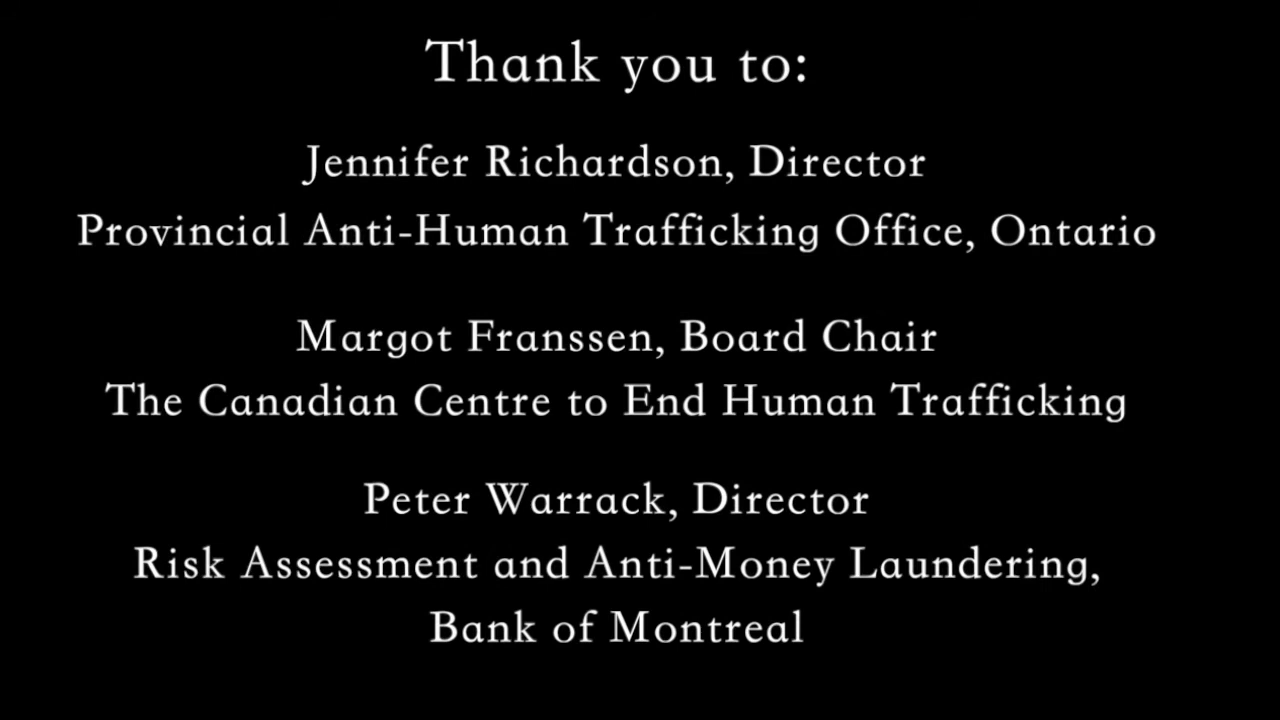 Thank you to:
Jennifer Richardson, Director
Provincial Anti-Human Trafficking Office, Ontario
Margot Franssen, Board Chair
The Canadian Centre to End Human Trafficking
Peter Warrack, Director
Risk Assessment and Anti-Money Laundering,
Bank of Montreal